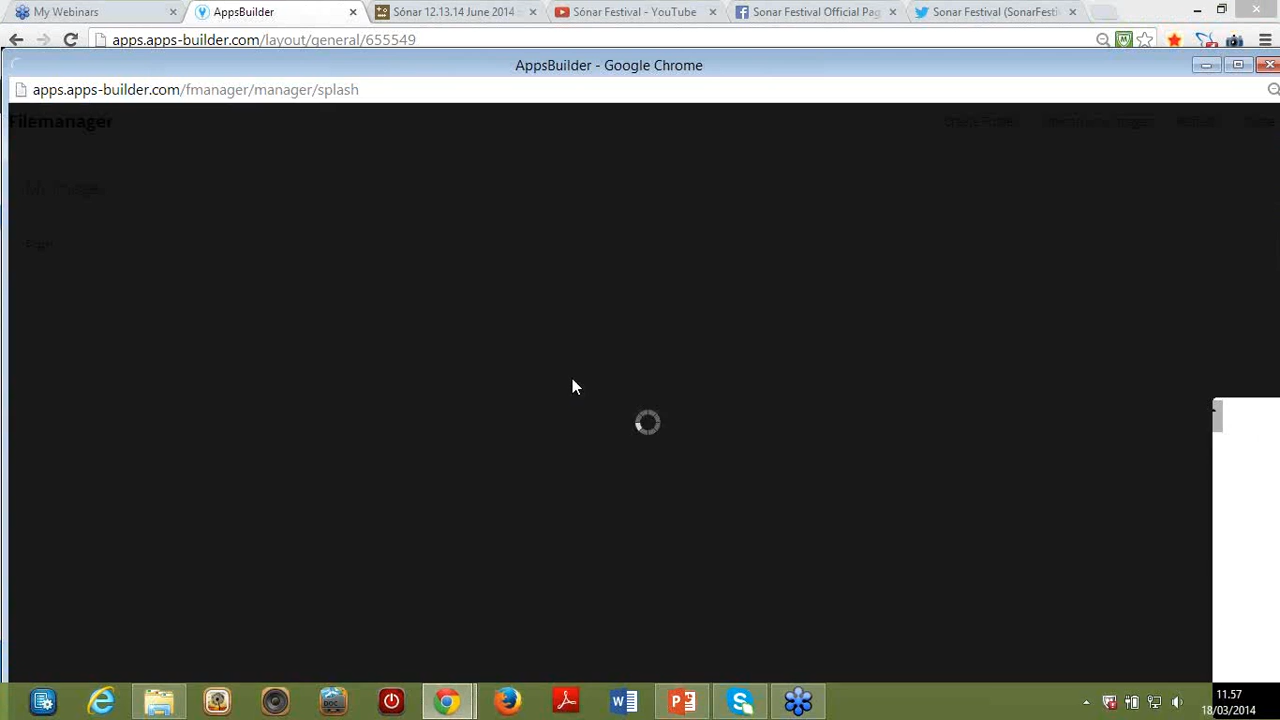 My Webinars
AppsBuilder
Sónar 12.13.14 June 2014
Sónar Festival - YouTube
Sonar Festival Official Pag
Sonar Festival (SonarFesti
apps.apps-builder.com/layout/general/655549
AppsBuilder - Google Chrome
apps.apps-builder.com/fmanager/manager/splash
Filemanager
DOC
11.57
18/03/2014